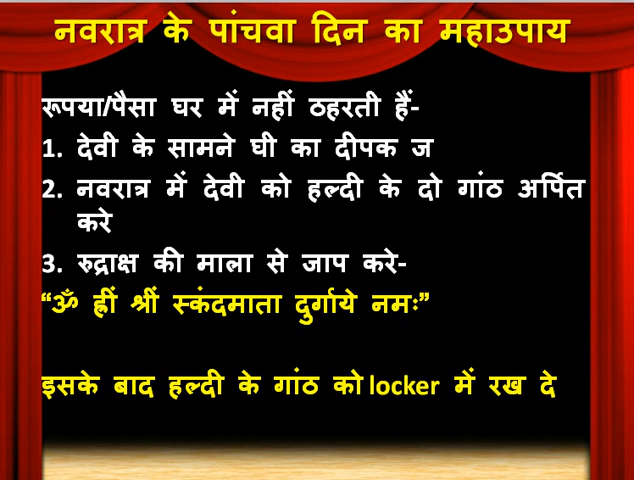 नवरात्र के पांचवा दिन का महाउपाय
रूपया/पैसा घर में नहीं ठहरती हैं-
1. देवी के सामने घी का दीपक ज
2. नवरात्र में देवी को हल्दी के दो गांठ अर्पित
करे
3. रुद्राक्ष की माला से जाप करे-
“ॐ ह्रीं श्रीं स्कंदमाता दुर्गाये नमः”
इसके बाद हल्दी के गांठ को locker में रख दे